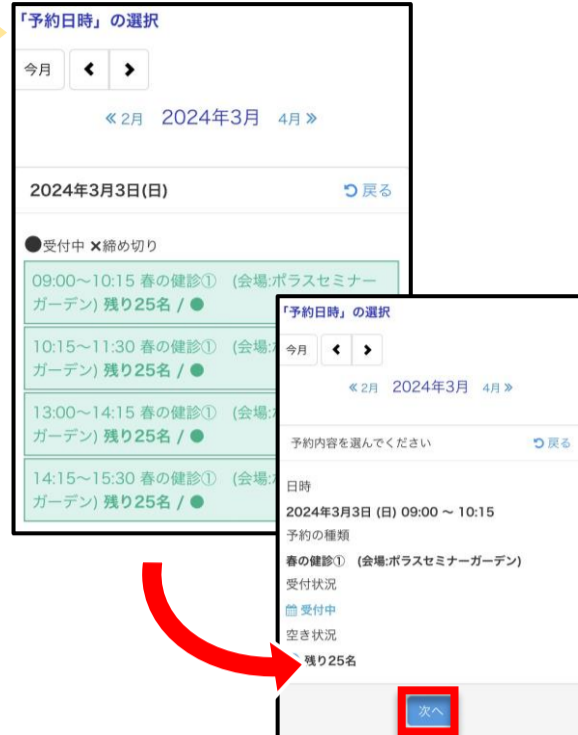 「予約日時」の選択
今月
≪ 2月 2024年3月 4月 ≫
2024年3月3日(日) 戻る
●受付中 ×締め切り
09:00～10:15 春の健診① (会場:ポラスセミナー
ガーデン) 残り25名 / ●
10:15～11:30 春の健診① (会場:
ガーデン) 残り25名 / ●
13:00～14:15 春の健診① (会場:
ガーデン) 残り25名 / ●
14:15～15:30 春の健診① (会場:
ガーデン) 残り25名 / ●
「予約日時」の選択
今月
≪ 2月 2024年3月 4月 ≫
予約内容を選んでください 戻る
日時
2024年3月3日 (日) 09:00 ～ 10:15
予約の種類
春の健診① (会場:ポラスセミナーガーデン)
受付状況
受付中
空き状況
残り25名
次へ